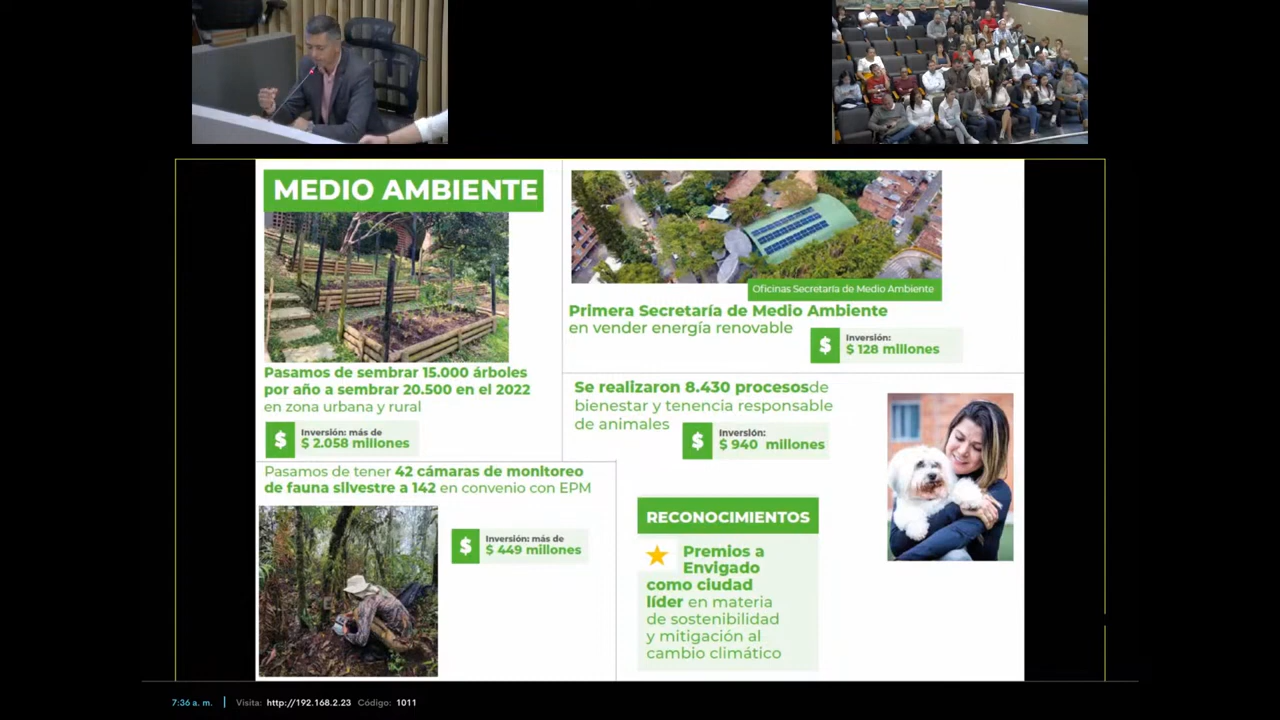 MEDIO AMBIENTE
Pasamos de sembrar 15.000 árboles
por año a sembrar 20.500 en el 2022
en zona urbana y rural
$
Inversión: más de
$ 2.058 millones
Oficinas Secretaría de Medio Ambiente
Primera Secretaría de Medio Ambiente
en vender energía renovable
$
Inversión:
$ 128 millones
Se realizaron 8.430 procesosde
bienestar y tenencia responsable
de animales
$
Inversión:
$ 940 millones
Pasamos de tener 42 cámaras de monitoreo
de fauna silvestre a 142 en convenio con EPM
$
Inversión: más de
$ 449 millones
RECONOCIMIENTOS
Premios a
Envigado
como ciudad
líder en materia
de sostenibilidad
y mitigación al
cambio climático
7:36 a. m. | Visita: http://192.168.2.23 Código: 1011